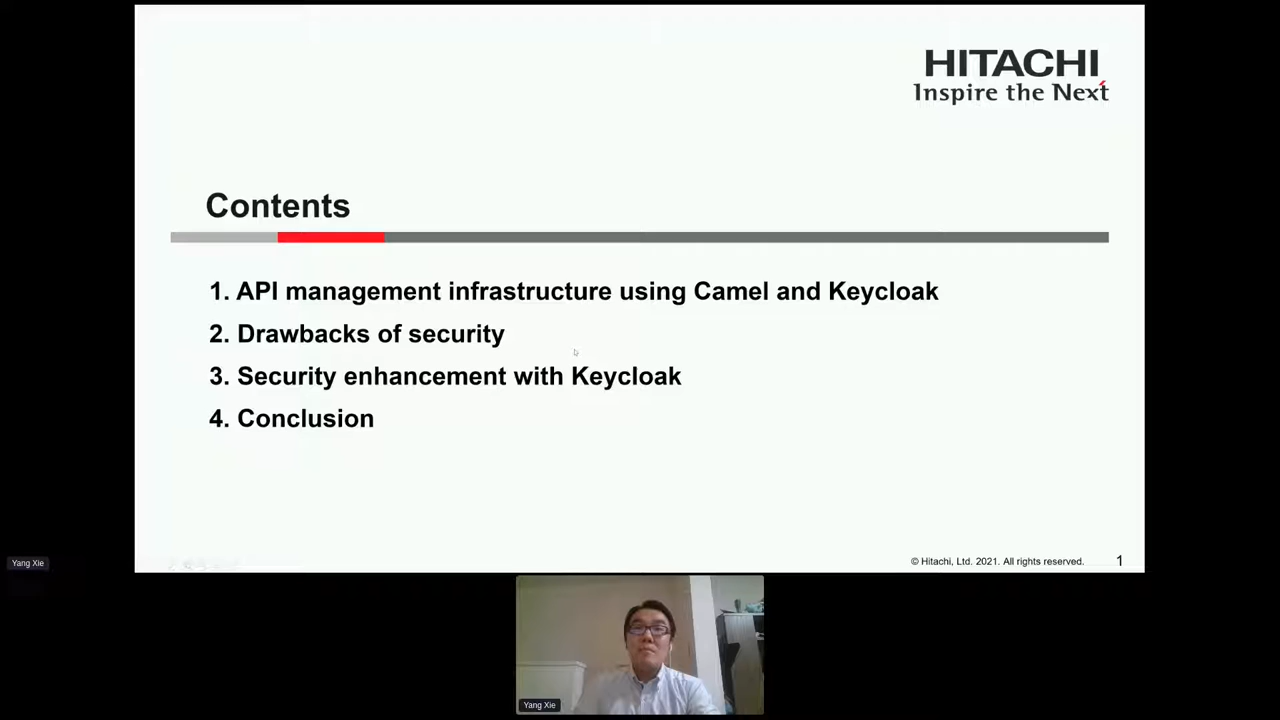 HITACHI
Inspire the Next
Contents
1. API management infrastructure using Camel and Keycloak
2. Drawbacks of security
3. Security enhancement with Keycloak
4. Conclusion
© Hitachi, Ltd. 2021. All rights reserved.
1
Yang Xie
Yang Xie